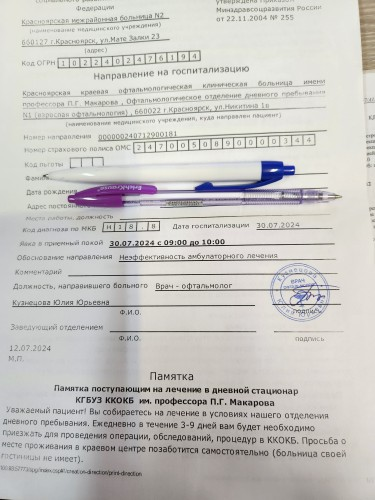 Федерации
Минздравсоцразвития России
от 22.11.2004 № 255
Красноярская межрайонная больница N2
(наименование медицинского учреждения)
660127 г.Красноярск, ул.Мате Залки 23
(адрес)
Код ОГРН 1 0 2 2 4 0 2 4 7 6 1 9 4
Направление на госпитализацию
Красноярская краевая офтальмологическая клиническая больница имени
профессора П.Г. Макарова , Офтальмологическое отделение дневного пребывания
N1 (взрослая офтальмология) , 660022 г.Красноярск, ул.Никитина 1в
(наименование медицинского учреждения, куда направлен пациент)
Номер направления 000000240712900181
Номер страхового полиса ОМС 2 4 7 0 0 5 0 8 9 0 0 0 0 3 4 4
Код льготы
Дата рождения
Адрес
Место работы, должность
Код диагноза по МКБ H 1 8 . 8 Дата госпитализации 30.07.2024
Явка в приемный покой 30.07.2024 с 09:00 до 10:00
Обоснование направления Неэффективность амбулаторного лечения
Комментарий
Должность, направившего больного Врач - офтальмолог
Кузнецова Юлия Юрьевна
Ф.И.О.
подпись
ВРАЧ
Заведующий отделением
Ф.И.О.
подпись
12.07.2024
М.П.
Памятка
Памятка поступающим на лечение в дневной стационар
КГБУЗ ККОКБ им. профессора П.Г. Макарова
Уважаемый пациент! Вы собираетесь на лечение в условиях нашего отделения
дневного пребывания. Ежедневно в течение 3-9 дней вам будет необходимо
приезжать для проведения операции, обследований, процедур в ККОКБ. Просьба о
месте проживания в краевом центре позаботится самостоятельно (больница своей
гостиницы не имеет).